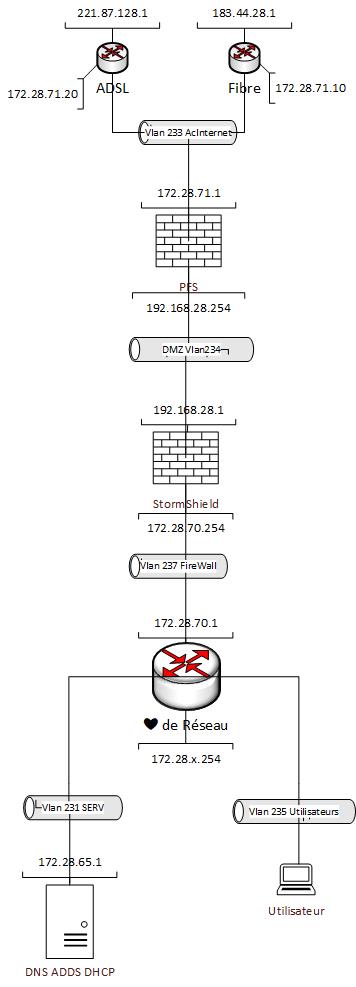 221.87.128.1
183.44.28.1
172.28.71.20
ADSL
Fibre
172.28.71.10
Vlan 233 AcInternet
172.28.71.1
PFS
192.168.28.254
DMZ Vlan234
192.168.28.1
StormShield
172.28.70.254
Vlan 237 FireWall
172.28.70.1
♥ de Réseau
172.28.x.254
Vlan 231 SERV
Vlan 235 Utilisateurs
172.28.65.1
Utilisateur
DNS ADDS DHCP